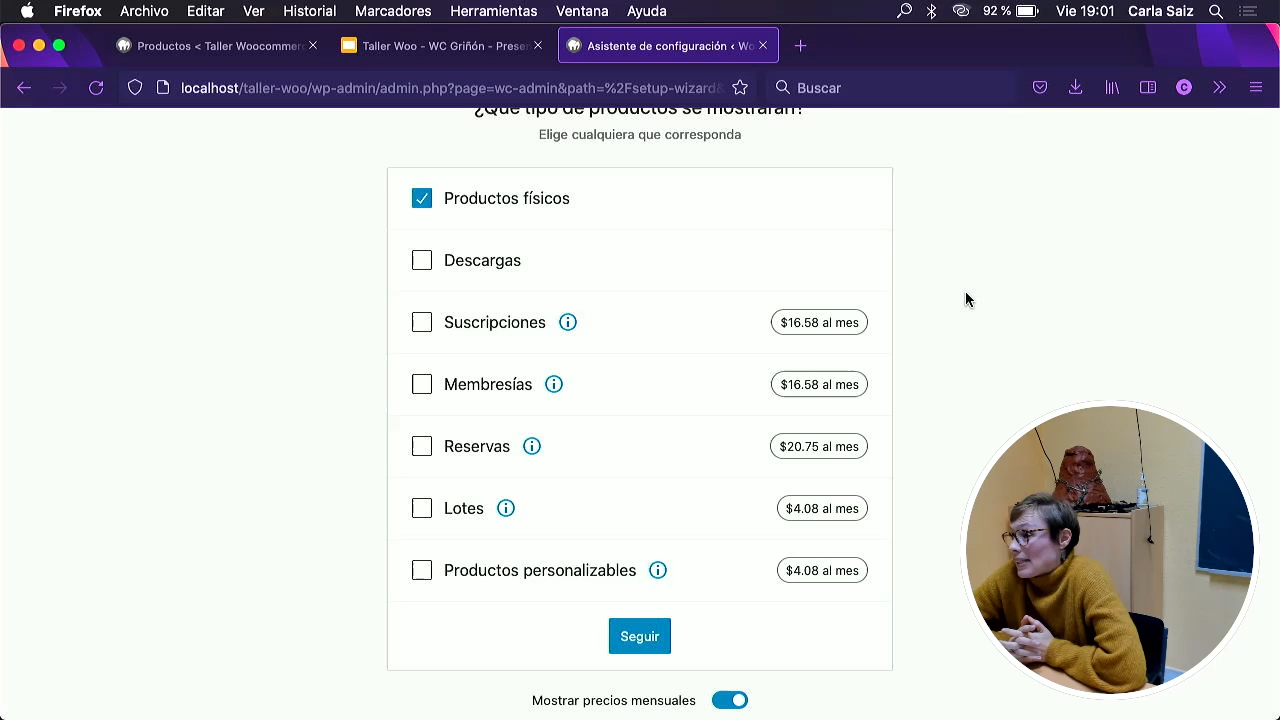 Firefox Archivo Editar Ver Historial Marcadores Herramientas Ventana Ayuda 92 % Vie 19:01 Carla Saiz
Productos < Taller Woocommer
Taller Woo - WC Griñón - Presen
Asistente de configuración ‹ Wo
localhost/taller-woo/wp-admin/admin.php?page=wc-admin&path=%2Fsetup-wizard&
Buscar
C
¿Qué tipo de productos se mostrarán?
Elige cualquiera que corresponda
Productos físicos
Descargas
Suscripciones $16.58 al mes
Membresías $16.58 al mes
Reservas $20.75 al mes
Lotes $4.08 al mes
Productos personalizables $4.08 al mes
Seguir
Mostrar precios mensuales